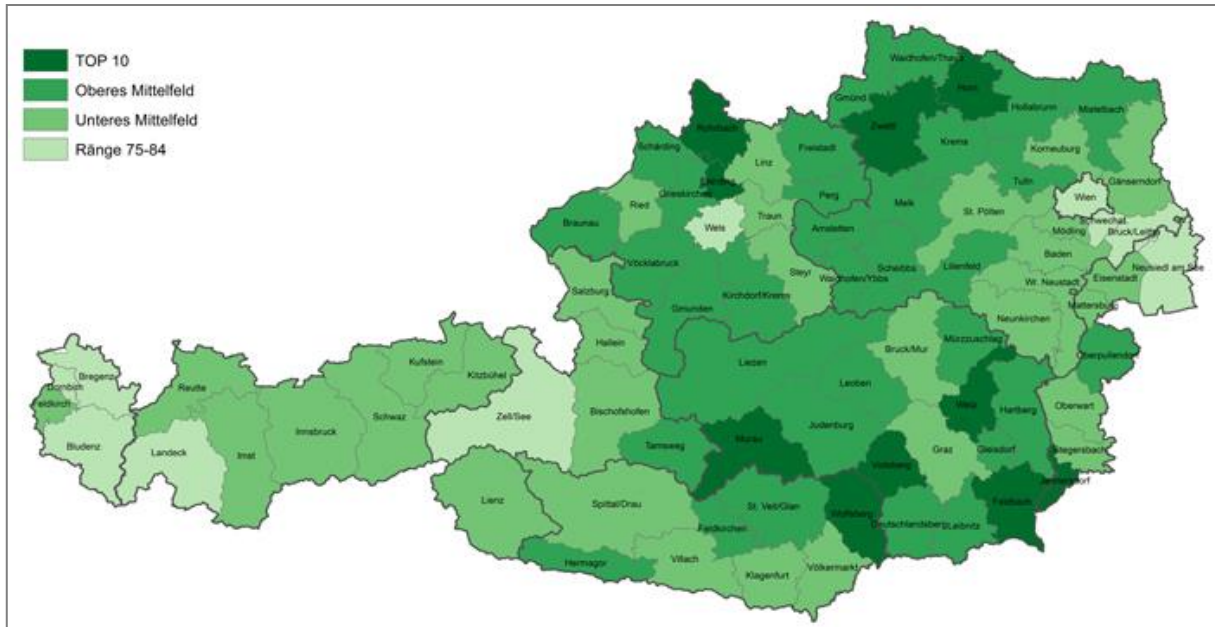 TOP 10
Oberes Mittelfeld
Unteres Mittelfeld
Ränge 75-84
Waidhofen/Thaya
Horn
Gmünd
Hollabrunn
Mistelbach
Zwettl
Rohrbach
Schärding
Linz
Freistadt
Krems
Korneuburg
Eferding
Grieskirchen
Gänserndorf
Tulln
Perg
Wien
Ried
Melk
St. Pölten
Braunau
Traun
Wels
Amstetten
Schwechat
Mödling
Bruck/Leitha
Baden
Vöcklabruck
Steyr
Scheibbs
Lilienfeld
Neusiedl am See
Waidhofen/Ybbs
Eisenstadt
Wr. Neustadt
Salzburg
Kirchdorf/Krems
Gmunden
Mattersburg
Neunkirchen
Hallein
Mürzzuschlag
Bruck/Mur
Oberpullendorf
Kufstein
Liezen
Bregenz
Dornbirn
Kitzbühel
Reutte
Leoben
Feldkirch
Weiz
Hartberg
Oberwart
Schwaz
Zell/See
Bischofshofen
Innsbruck
Judenburg
Bludenz
Landeck
Imst
Tamsweg
Murau
Graz
Gleisdorf
Stegersbach
Voitsberg
Jennersdorf
Lienz
Spittal/Drau
St. Veit/Glan
Wolfsberg
Feldbach
Feldkirchen
Deutschlandsberg
Leibnitz
Villach
Hermagor
Völkermarkt
Klagenfurt